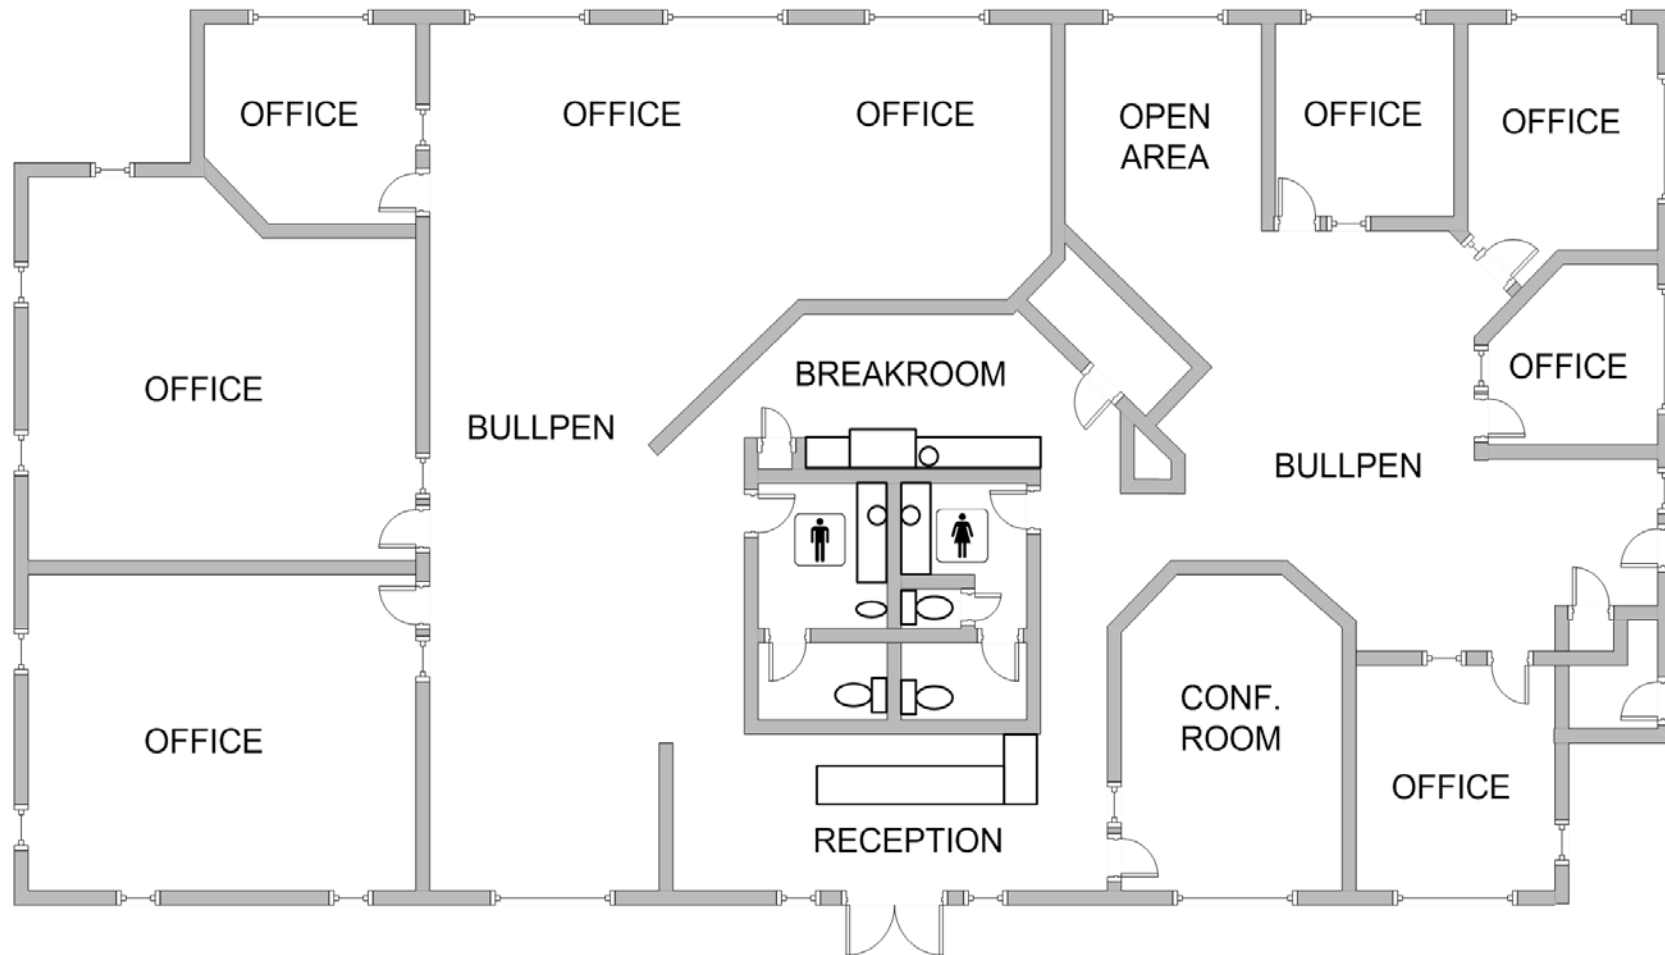 OFFICE
OFFICE
OFFICE
OPEN
AREA
OFFICE
OFFICE
OFFICE
BREAKROOM
OFFICE
BULLPEN
BULLPEN
OFFICE
CONF.
ROOM
OFFICE
RECEPTION